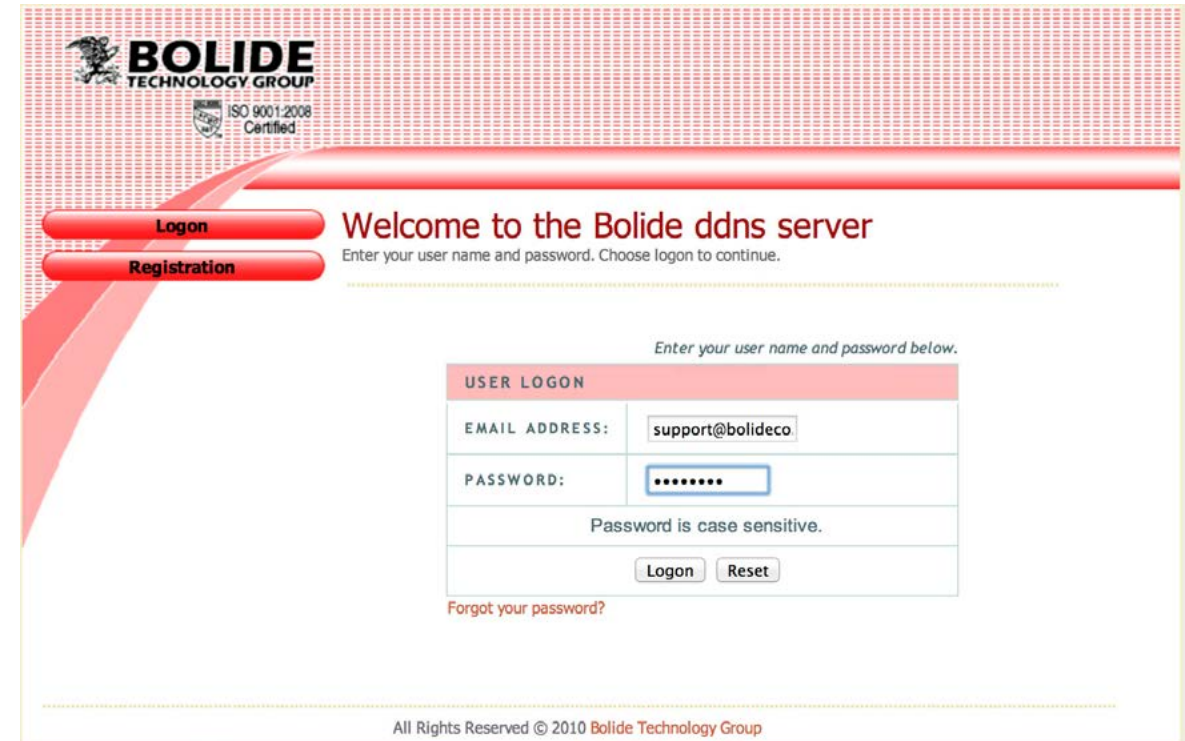 BOLIDE
TECHNOLOGY GROUP
ISO 9001:2008
Certified
Logon
Registration
Welcome to the Bolide ddns server
Enter your user name and password. Choose logon to continue.
Enter your user name and password below.
USER LOGON
EMAIL ADDRESS: support@bolideco.
PASSWORD: ••••••••
Password is case sensitive.
Logon Reset
Forgot your password?
All Rights Reserved © 2010 Bolide Technology Group